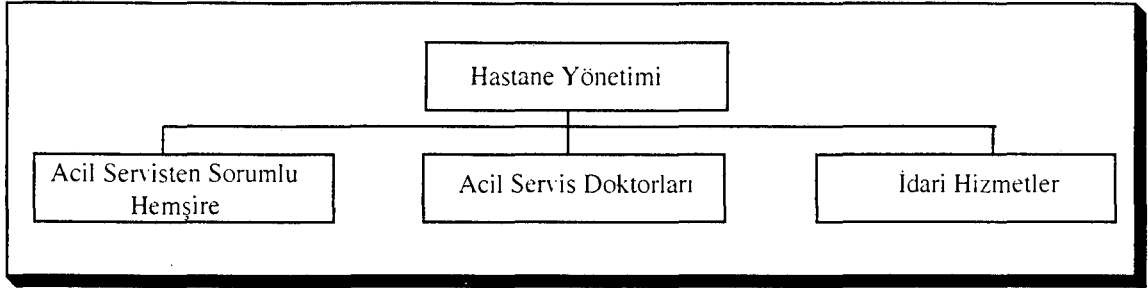 Hastane Yönetimi
Acil Servisten Sorumlu
Hemşire
Acil Servis Doktorları
İdari Hizmetler